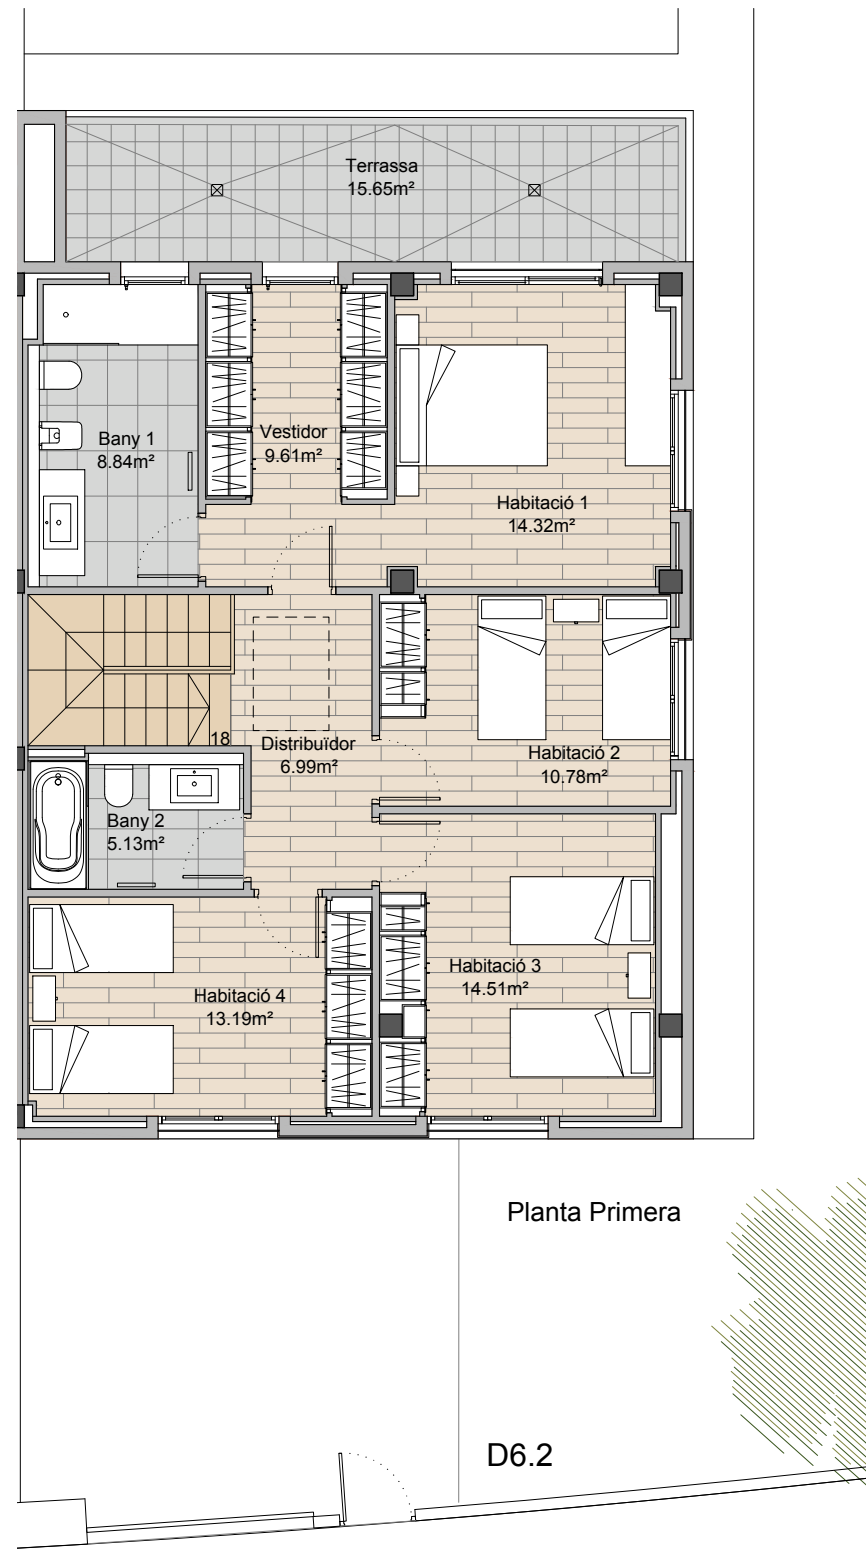 Terrassa
15.65m²
Bany 1
8.84m²
Vestidor
9.61m²
Habitació 1
14.32m²
18
Distribuïdor
6.99m²
Habitació 2
10.78m²
Bany 2
5.13m²
Habitació 3
14.51m²
Habitació 4
13.19m²
Planta Primera
D6.2